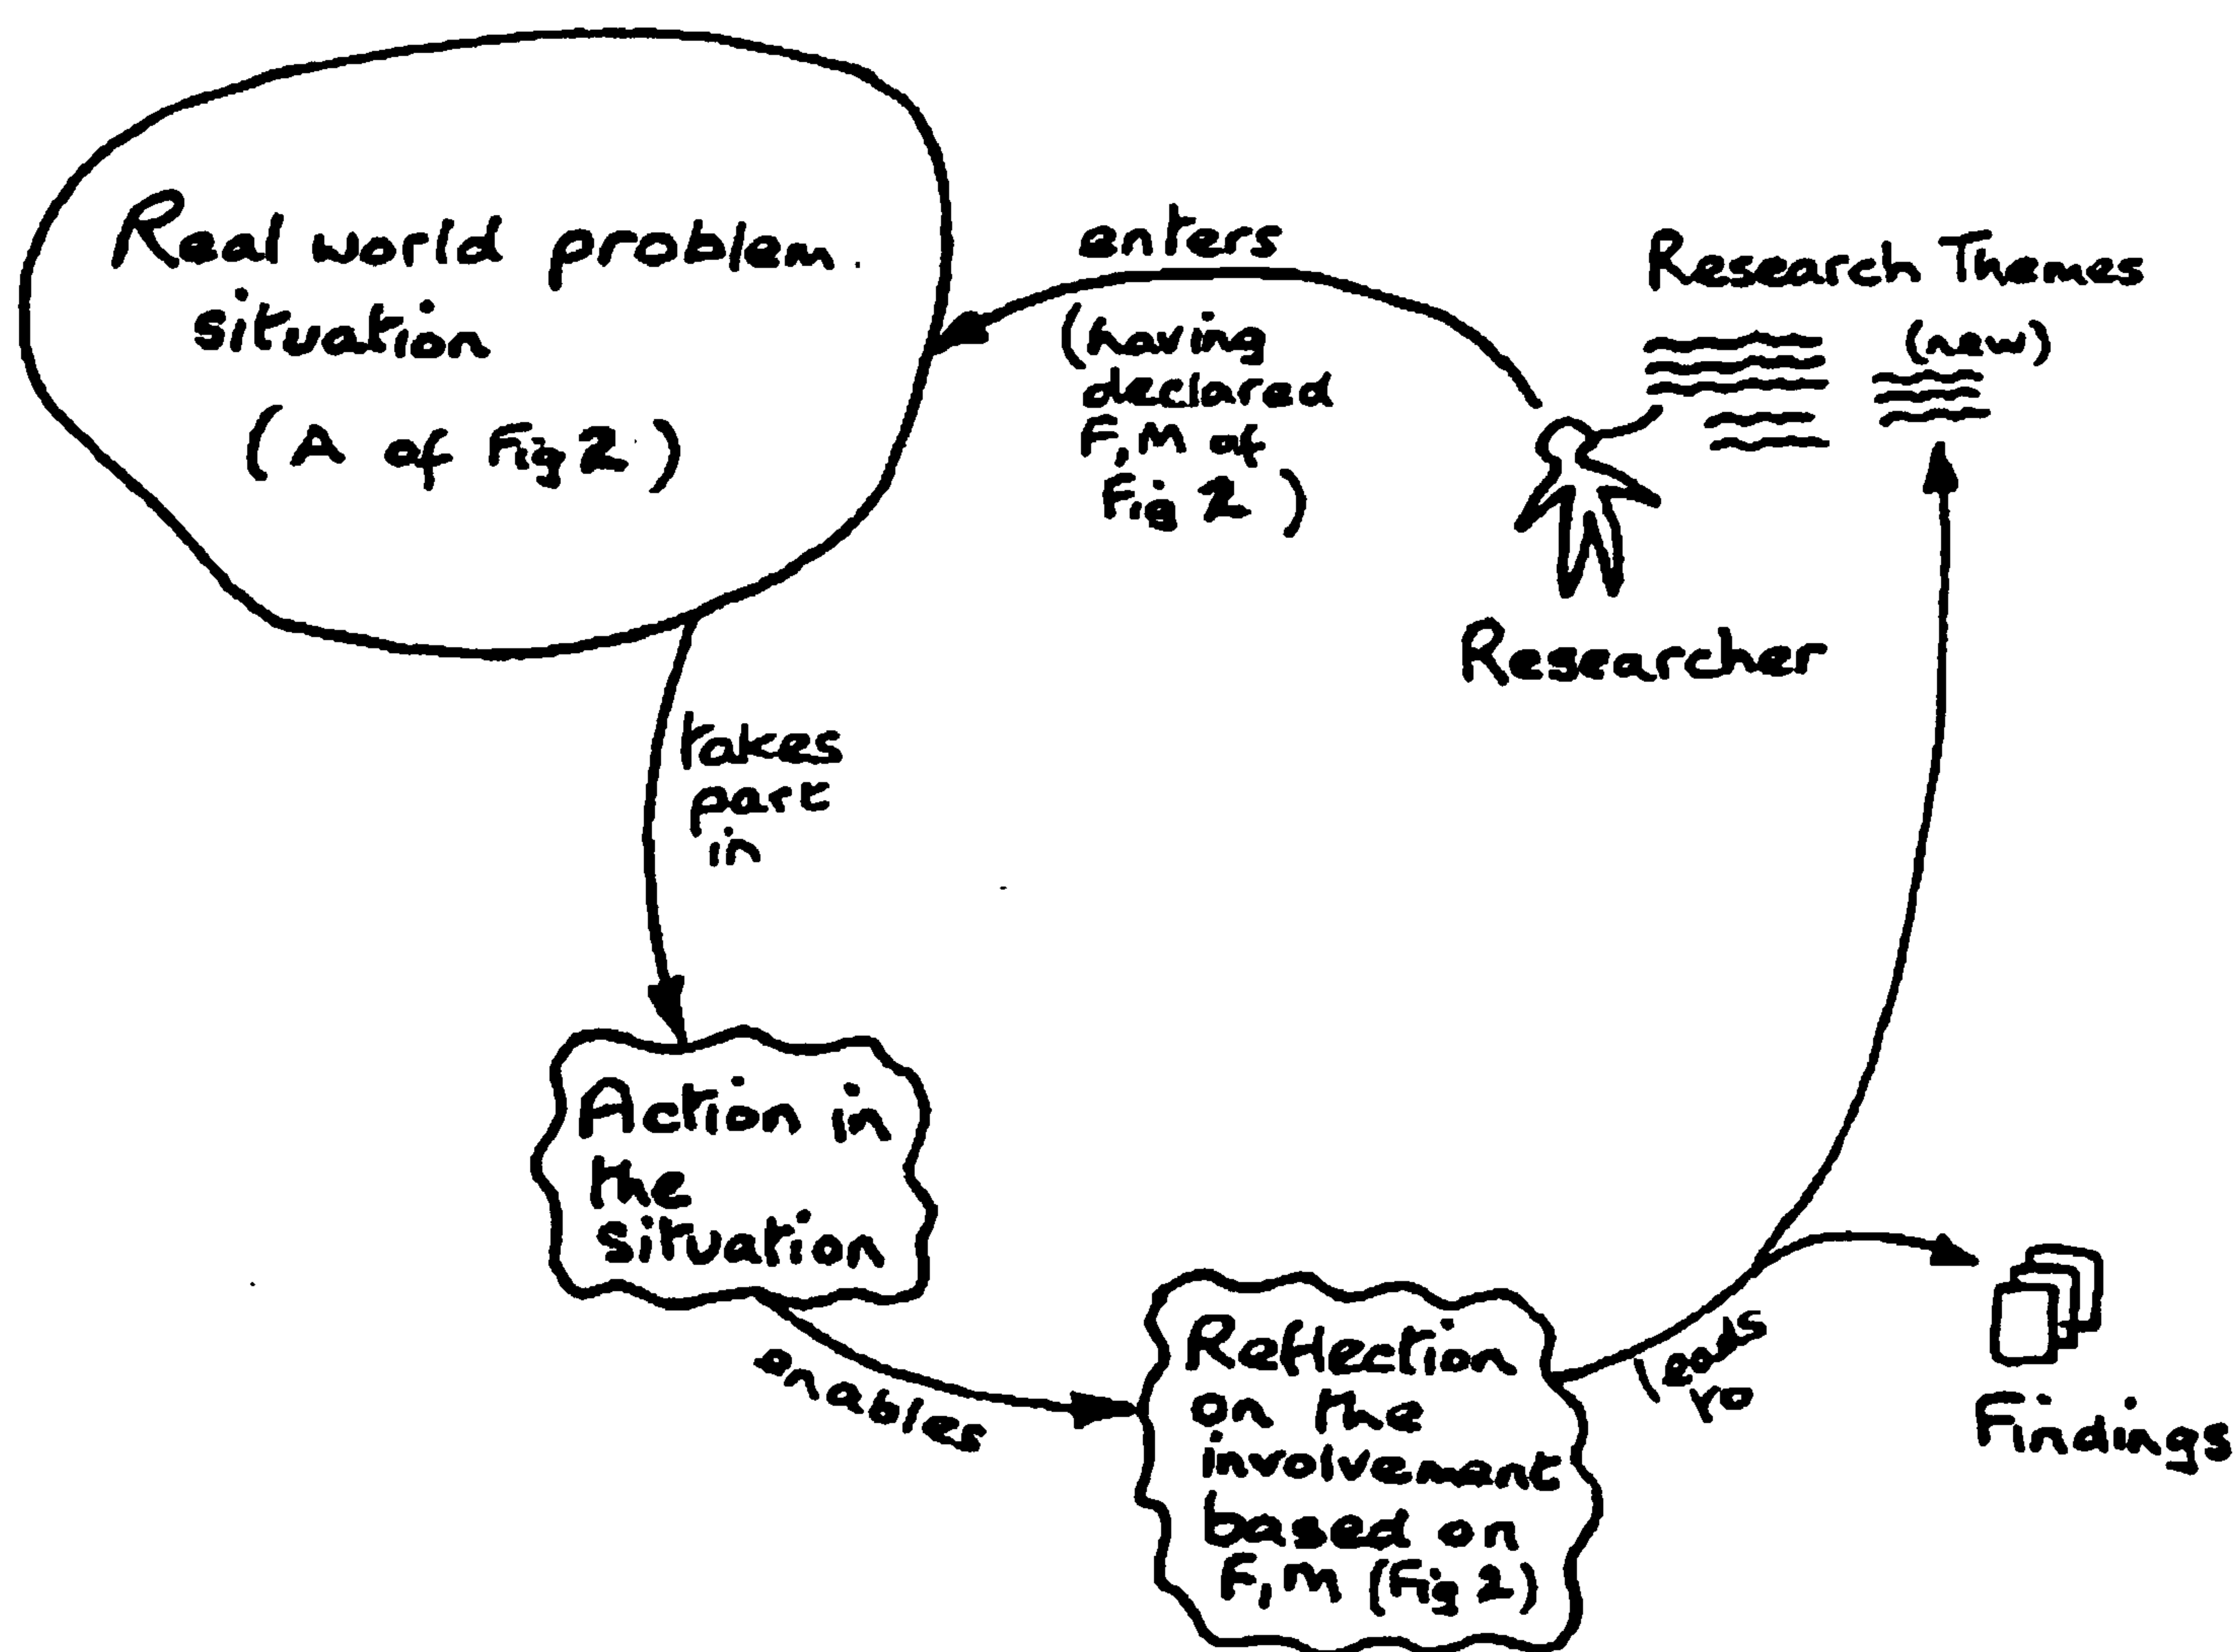 Real world problem
situation
(A of Fig 2)
enters
(having
declared
F, M of
Fig 2)
Research Themes
(new)
Researcher
takes
part
in
Action in
the
situation
enables
Reflection
on the
involvement
based on
F, M (Fig 2)
leads
to
Findings